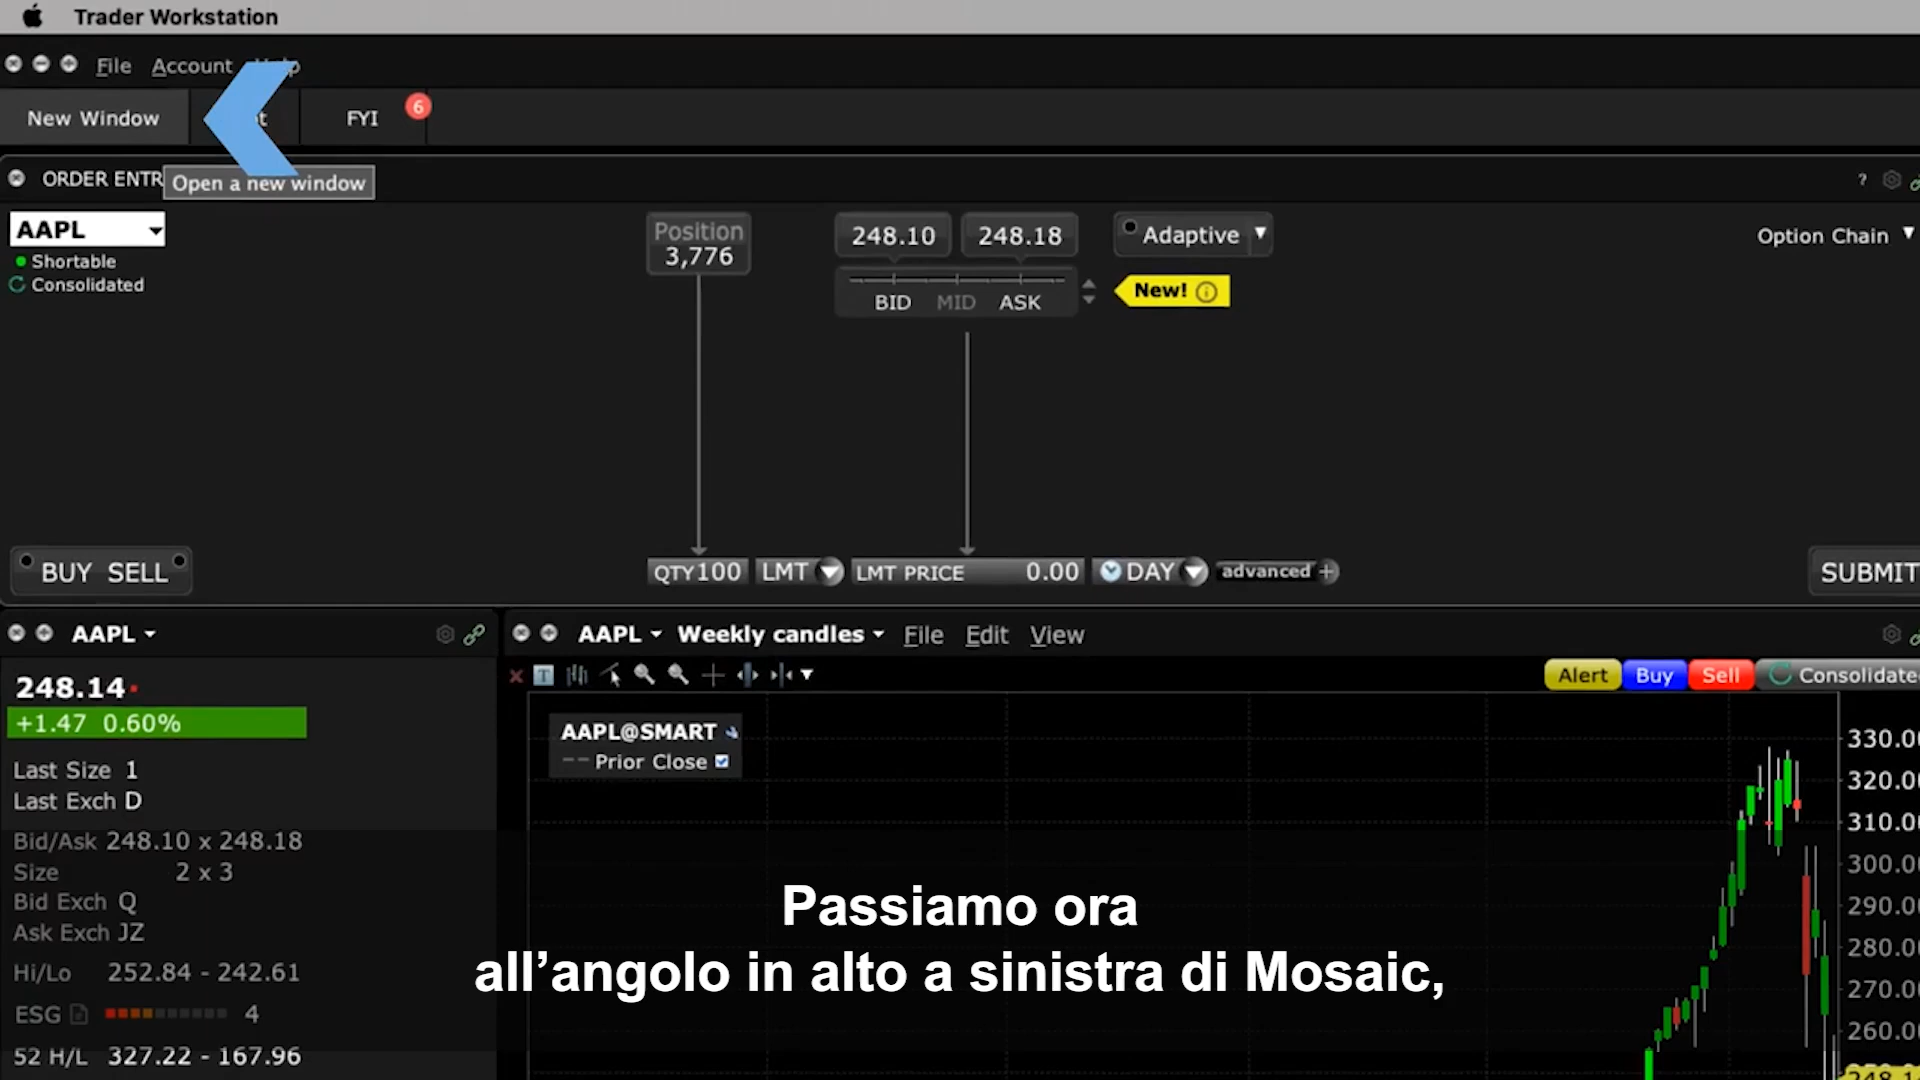 Trader Workstation
File Account
New Window FYI 6
ORDER ENTR
Open a new window
?
AAPL
Position
3,776
248.10 248.18
Adaptive
Option Chain
Shortable
Consolidated
BID MID ASK
New!
BUY SELL
QTY 100 LMT LMT PRICE 0.00 DAY advanced +
SUBMIT
AAPL
AAPL Weekly candles File Edit View
248.14
+1.47 0.60%
Alert Buy Sell Consolidate
AAPL@SMART
Prior Close
Last Size 1
Last Exch D
Bid/Ask 248.10 x 248.18
Size 2 x 3
Bid Exch Q
Ask Exch JZ
Hi/Lo 252.84 - 242.61
ESG 4
52 H/L 327.22 - 167.96
330.0
320.0
310.0
300.0
290.0
280.0
270.0
260.0
Passiamo ora
all’angolo in alto a sinistra di Mosaic,